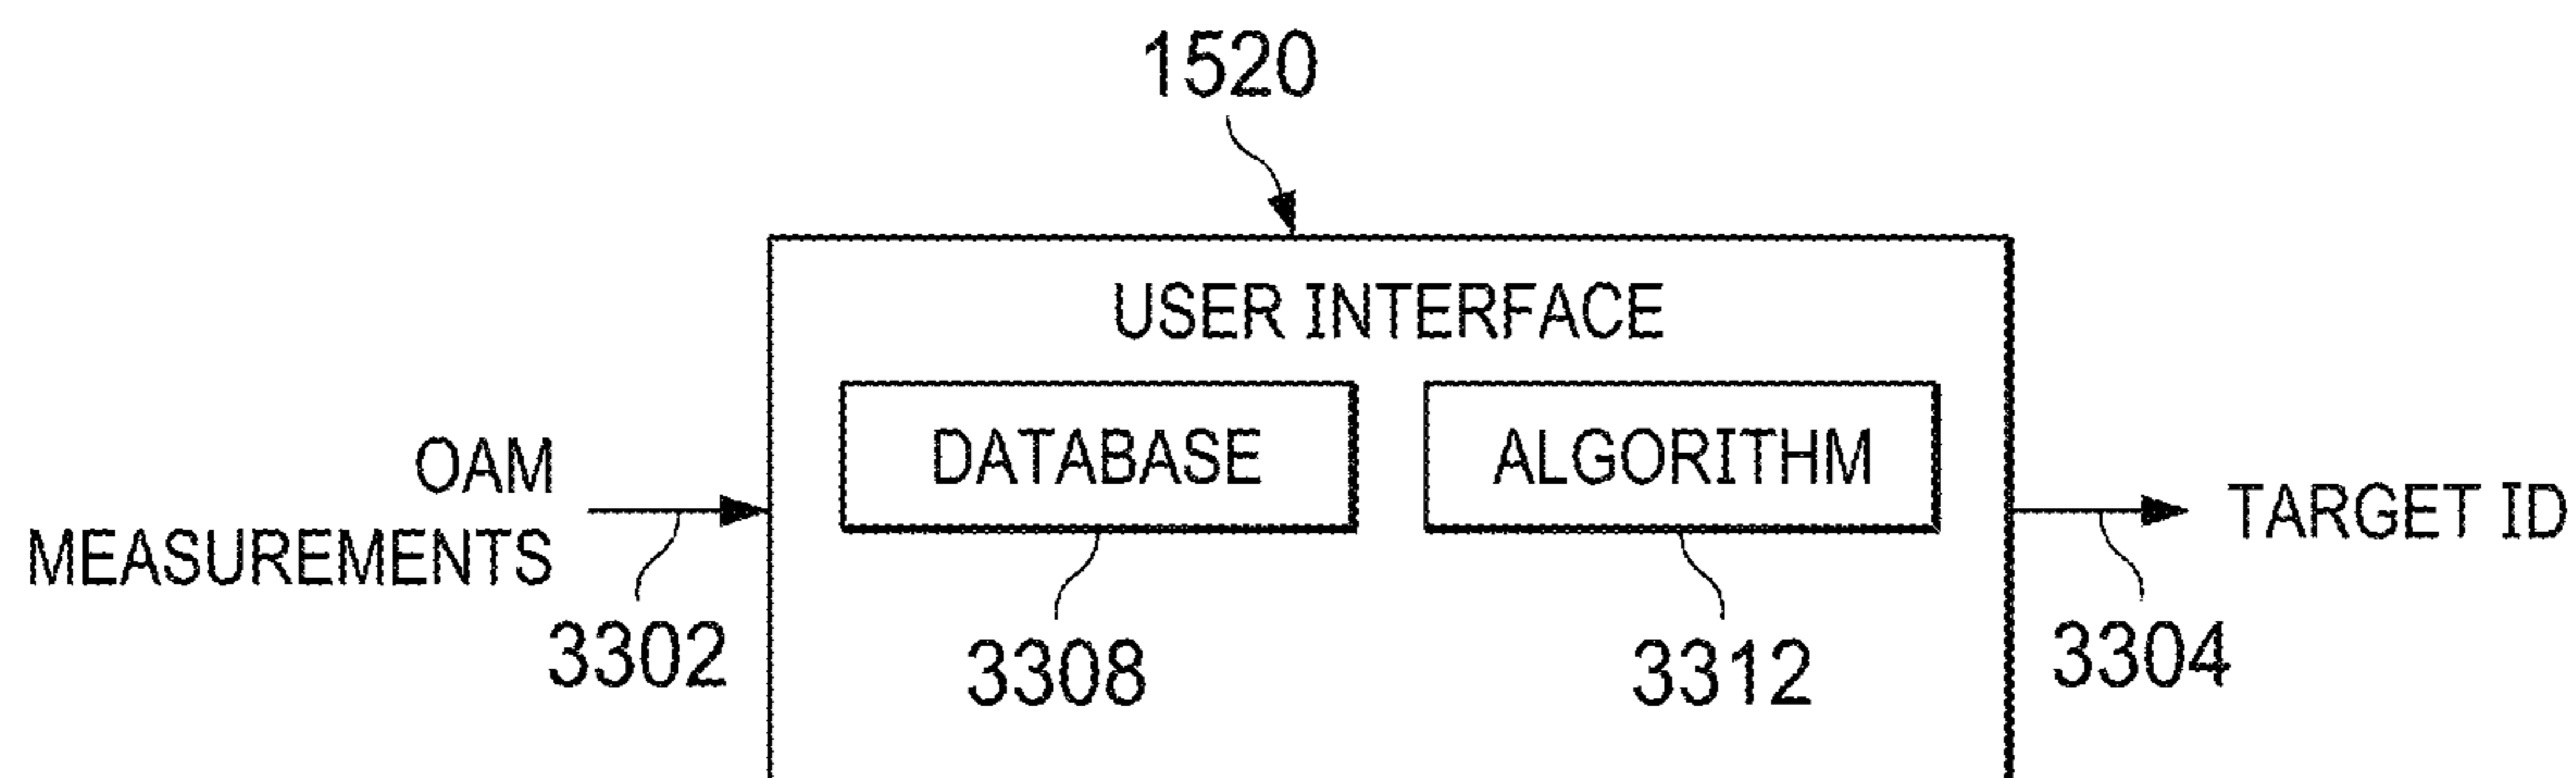 1520
USER INTERFACE
DATABASE
ALGORITHM
OAM
MEASUREMENTS
TARGET ID
3302
3308
3312
3304